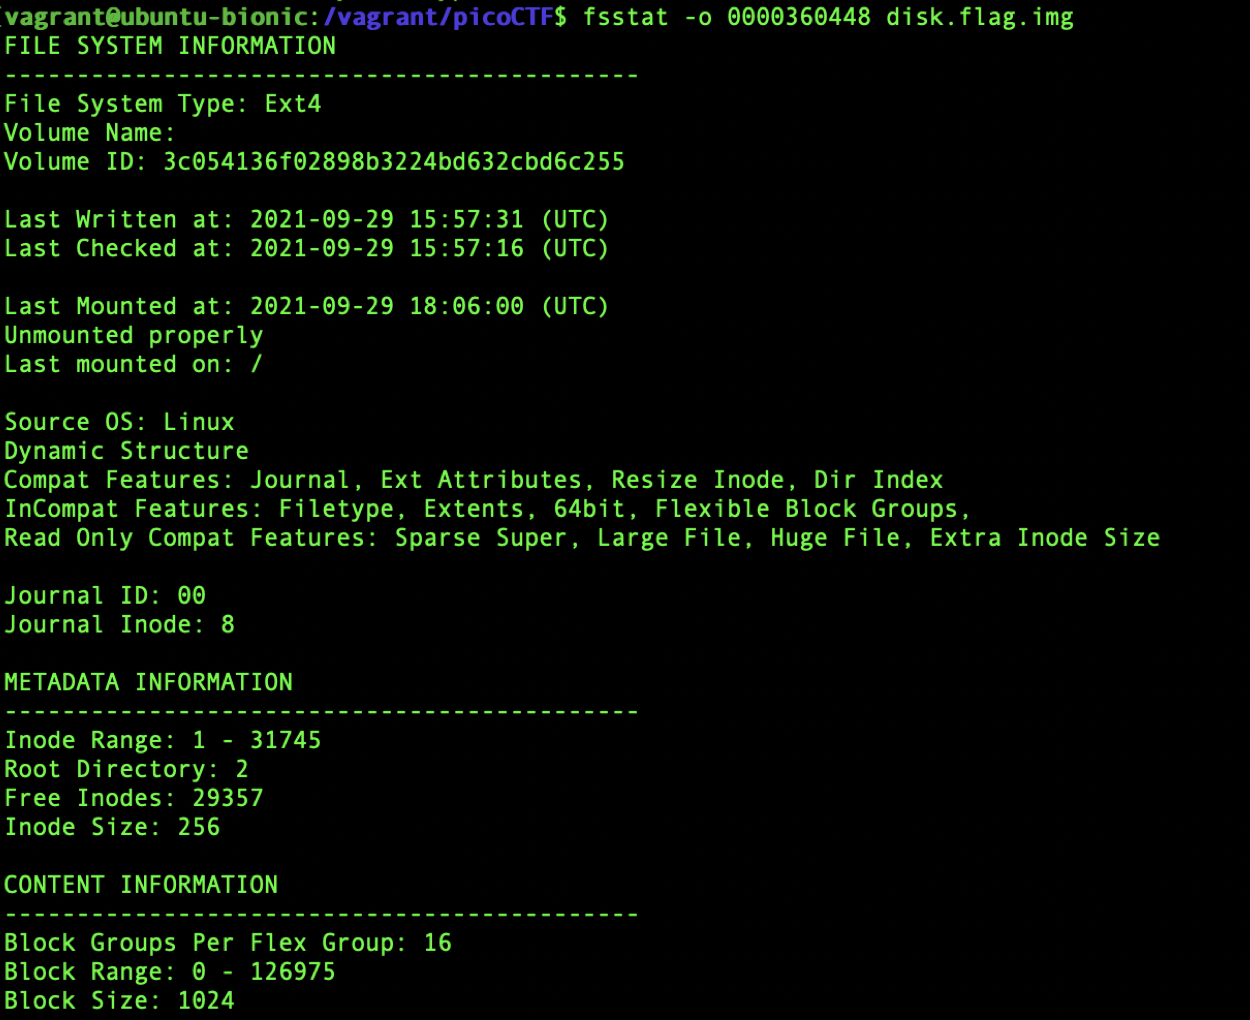 vagrant@ubuntu-bionic:/vagrant/picoCTF$ fsstat -o 0000360448 disk.flag.img
FILE SYSTEM INFORMATION
--------------------------------------------
File System Type: Ext4
Volume Name:
Volume ID: 3c054136f02898b3224bd632cbd6c255

Last Written at: 2021-09-29 15:57:31 (UTC)
Last Checked at: 2021-09-29 15:57:16 (UTC)

Last Mounted at: 2021-09-29 18:06:00 (UTC)
Unmounted properly
Last mounted on: /

Source OS: Linux
Dynamic Structure
Compat Features: Journal, Ext Attributes, Resize Inode, Dir Index
InCompat Features: Filetype, Extents, 64bit, Flexible Block Groups,
Read Only Compat Features: Sparse Super, Large File, Huge File, Extra Inode Size

Journal ID: 00
Journal Inode: 8

METADATA INFORMATION
--------------------------------------------
Inode Range: 1 - 31745
Root Directory: 2
Free Inodes: 29357
Inode Size: 256

CONTENT INFORMATION
--------------------------------------------
Block Groups Per Flex Group: 16
Block Range: 0 - 126975
Block Size: 1024